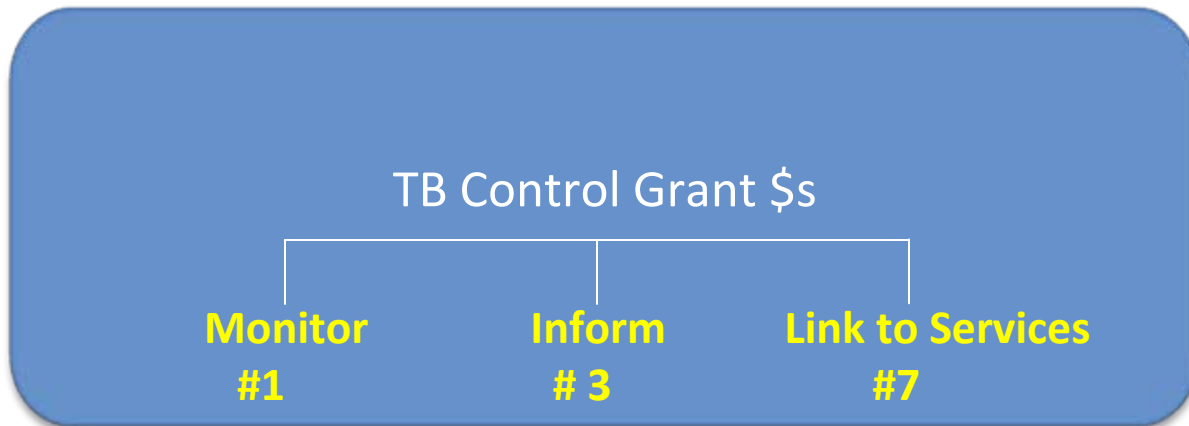 TB Control Grant $s
Monitor Inform Link to Services
#1 # 3 #7